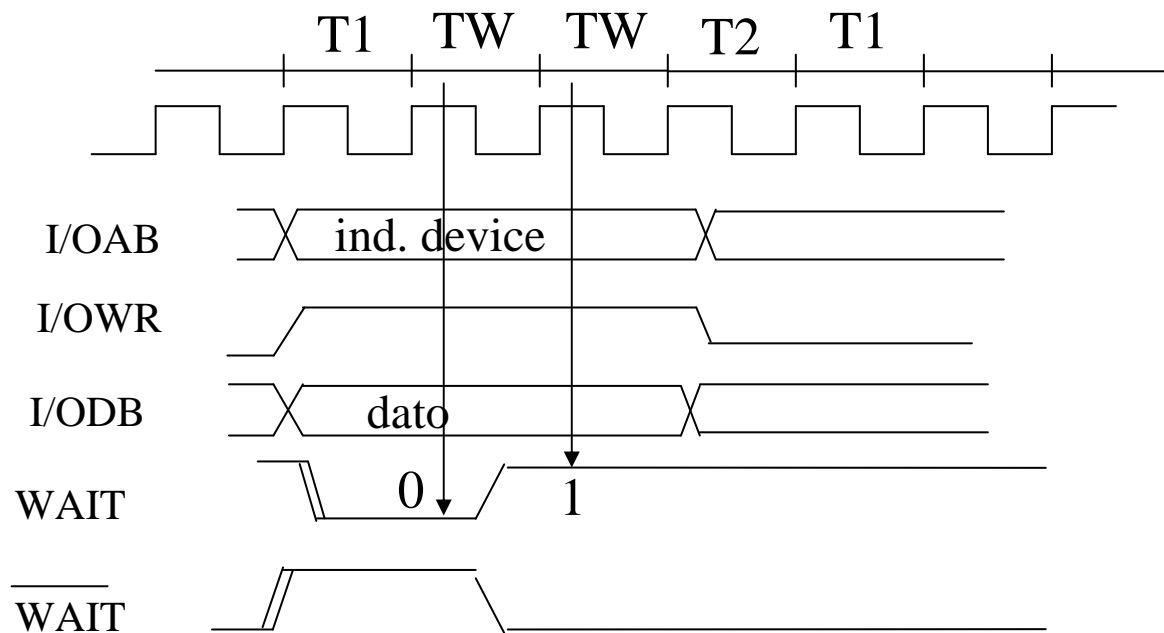 T1 TW TW T2 T1
I/OAB ind. device
I/OWR
I/ODB dato
WAIT 0 1
WAIT